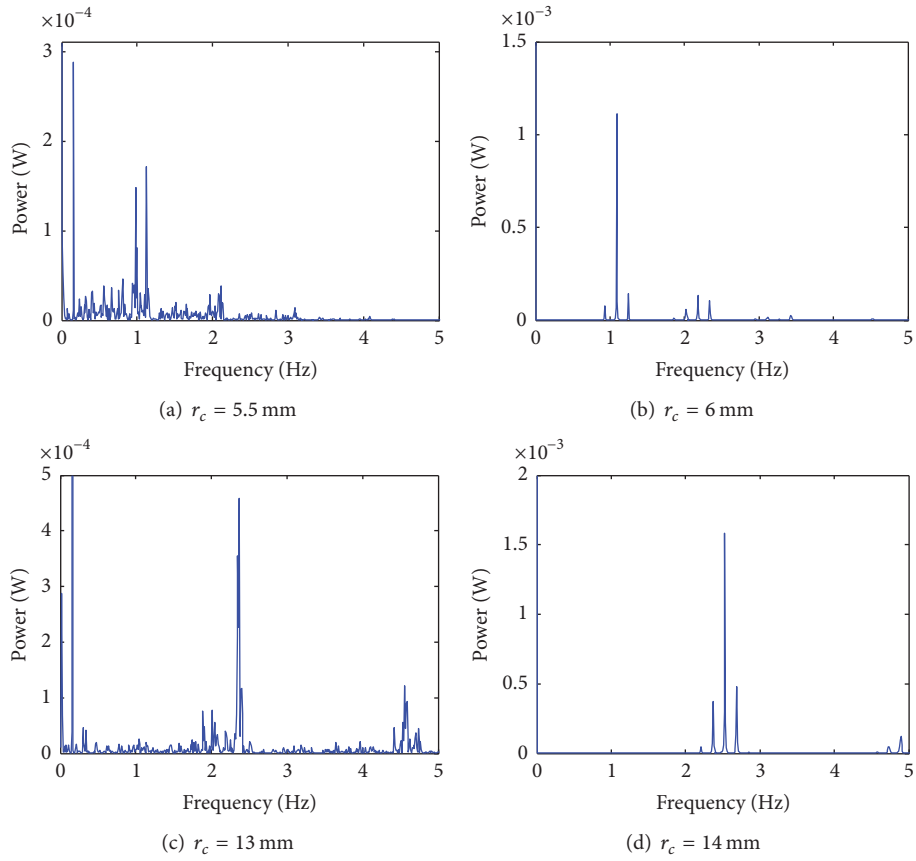 ×10−4
3
2
1
0
Power (W)
0 1 2 3 4 5
Frequency (Hz)
(a) r_c = 5.5 mm
×10−3
1.5
1
0.5
0
Power (W)
0 1 2 3 4 5
Frequency (Hz)
(b) r_c = 6 mm
×10−4
5
4
3
2
1
0
Power (W)
0 1 2 3 4 5
Frequency (Hz)
(c) r_c = 13 mm
×10−3
2
1.5
1
0.5
0
Power (W)
0 1 2 3 4 5
Frequency (Hz)
(d) r_c = 14 mm